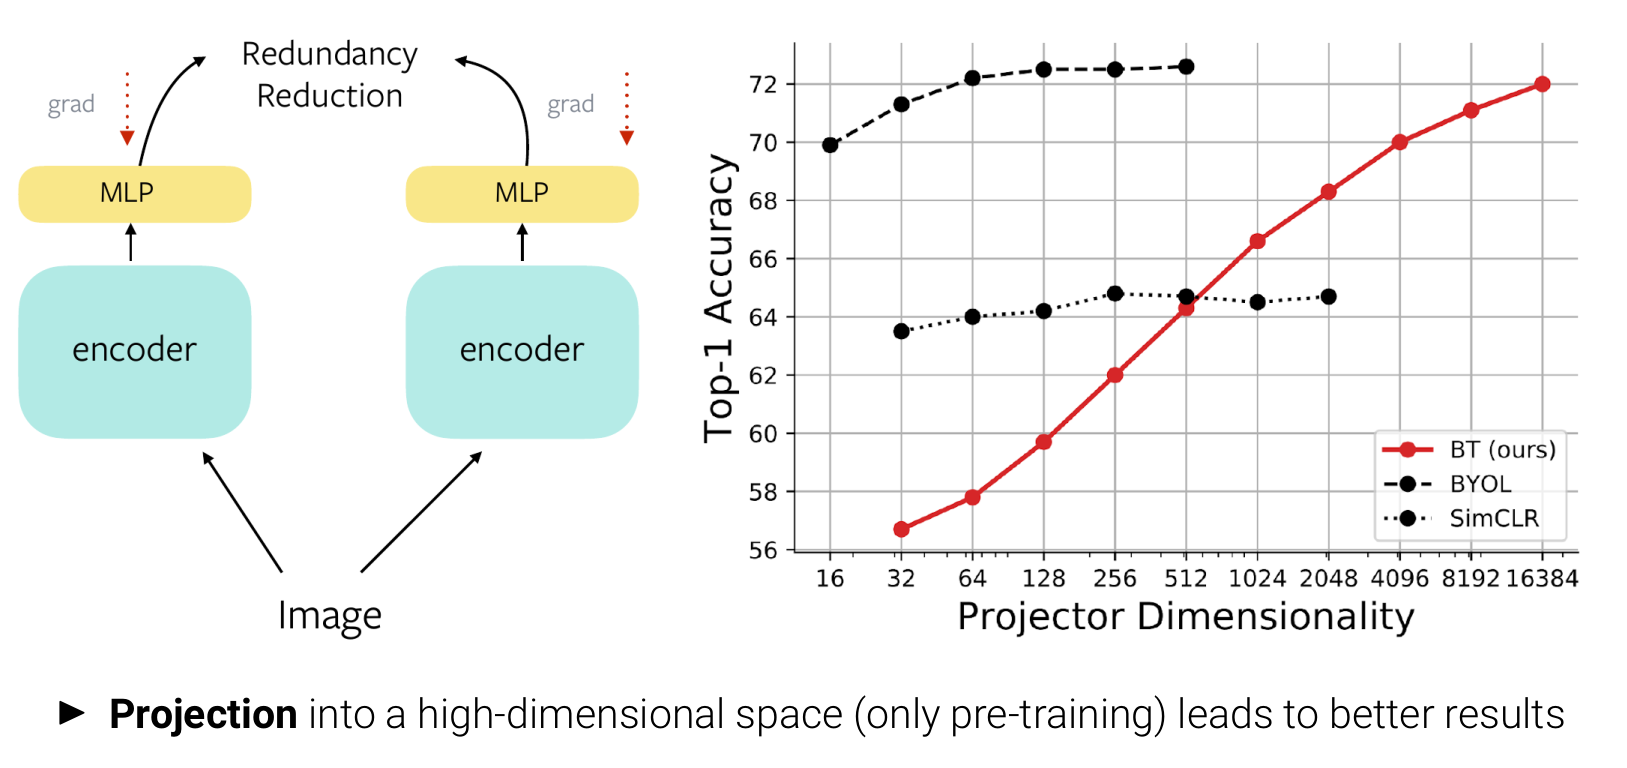 Redundancy
Reduction
grad
grad
MLP
MLP
encoder
encoder
Image
72
70
68
66
64
62
60
58
56
Top-1 Accuracy
BT (ours)
BYOL
SimCLR
16 32 64 128 256 512 1024 2048 4096 8192 16384
Projector Dimensionality
► Projection into a high-dimensional space (only pre-training) leads to better results